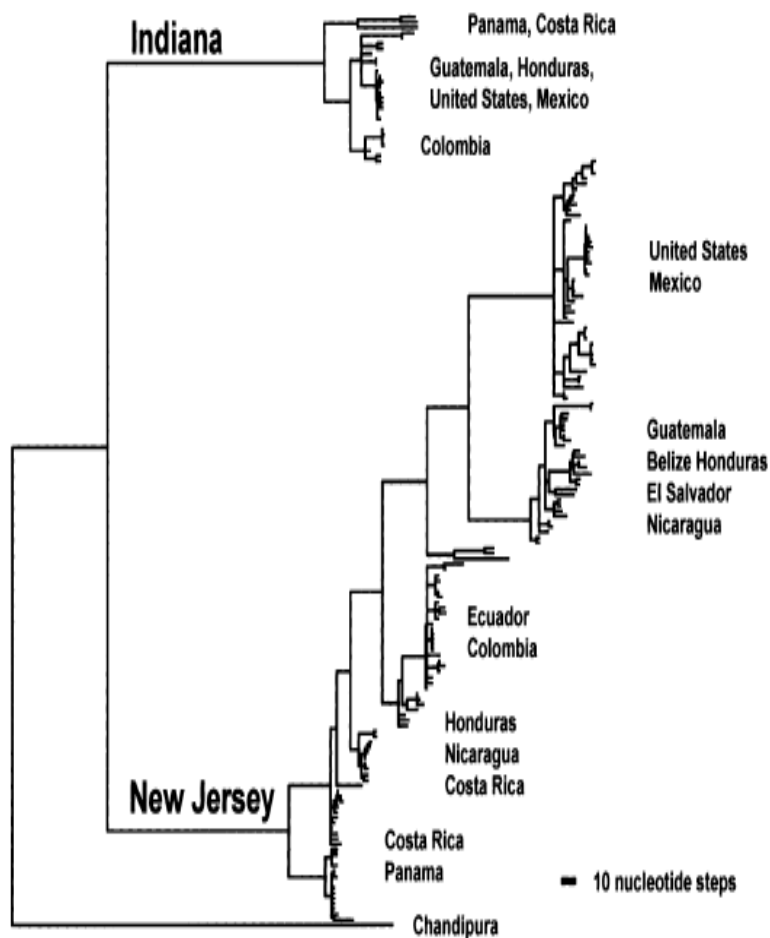 Indiana
Panama, Costa Rica
Guatemala, Honduras,
United States, Mexico
Colombia
United States
Mexico
Guatemala
Belize Honduras
El Salvador
Nicaragua
Ecuador
Colombia
Honduras
Nicaragua
Costa Rica
New Jersey
Costa Rica
Panama
10 nucleotide steps
Chandipura